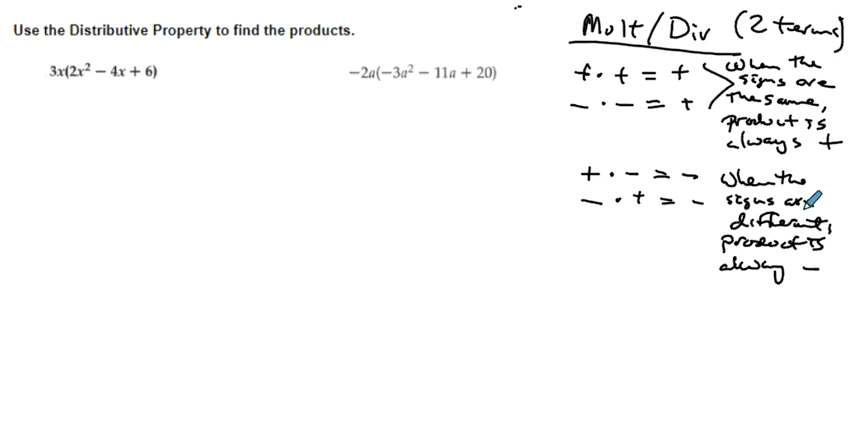 Use the Distributive Property to find the products.
3x(2x² − 4x + 6)
−2a(−3a² − 11a + 20)
Mult/Div (2 terms)
+ · + = +
− · − = +
When the
signs are
the same,
product is
always +
+ · − = −
− · + = −
When the
signs are
different,
product is
alway −